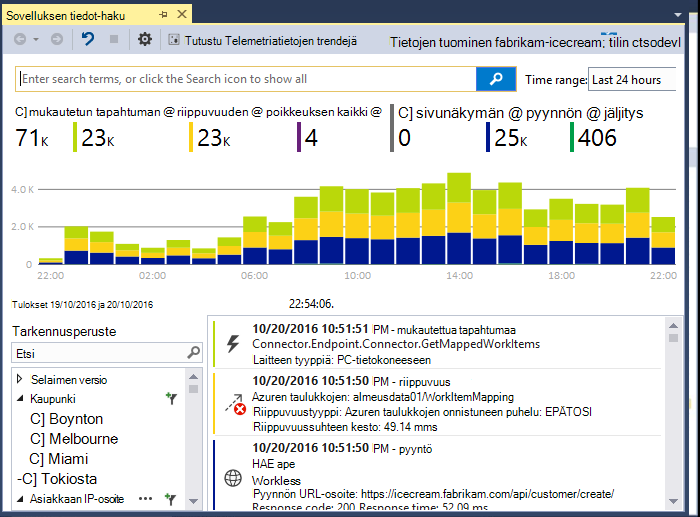 Sovelluksen tiedot-haku
Tutustu Telemetriatietojen trendejä
Tietojen tuominen fabrikam-icecream; tilin ctsodevl
Enter search terms, or click the Search icon to show all
Time range: Last 24 hours
C] mukautetun tapahtuman @ riippuvuuden @ poikkeuksen kaikki @ C] sivunäkymän @ pyynnön @ jäljitys
71K 23K 23K 4 0 25K 406
4.0 K
2.0 K
0
22:00 02:00 06:00 10:00 14:00 18:00 22:00
Tulokset 19/10/2016 ja 20/10/2016 22:54:06.
Tarkennusperuste
Etsi
Selaimen versio
Kaupunki
C] Boynton
C] Melbourne
C] Miami
-C] Tokiosta
Asiakkaan IP-osoite
10/20/2016 10:51:51 PM - mukautettua tapahtumaa
Connector.Endpoint.Connector.GetMappedWorkItems
Laitteen tyyppiä: PC-tietokoneeseen
10/20/2016 10:51:50 PM - riippuvuus
Azuren taulukkojen: almeusdata01/WorkItemMapping
Riippuvuustyyppi: Azuren taulukkojen onnistuneen puhelu: EPÄTOSI
Riippuvuussuhteen kesto: 49.14 mms
10/20/2016 10:51:50 PM - pyyntö
HAE ape
Workless
Pyynnön URL-osoite: https://icecream.fabrikam.com/api/customer/create/
Response code: 200 Response time: 52.09 ms